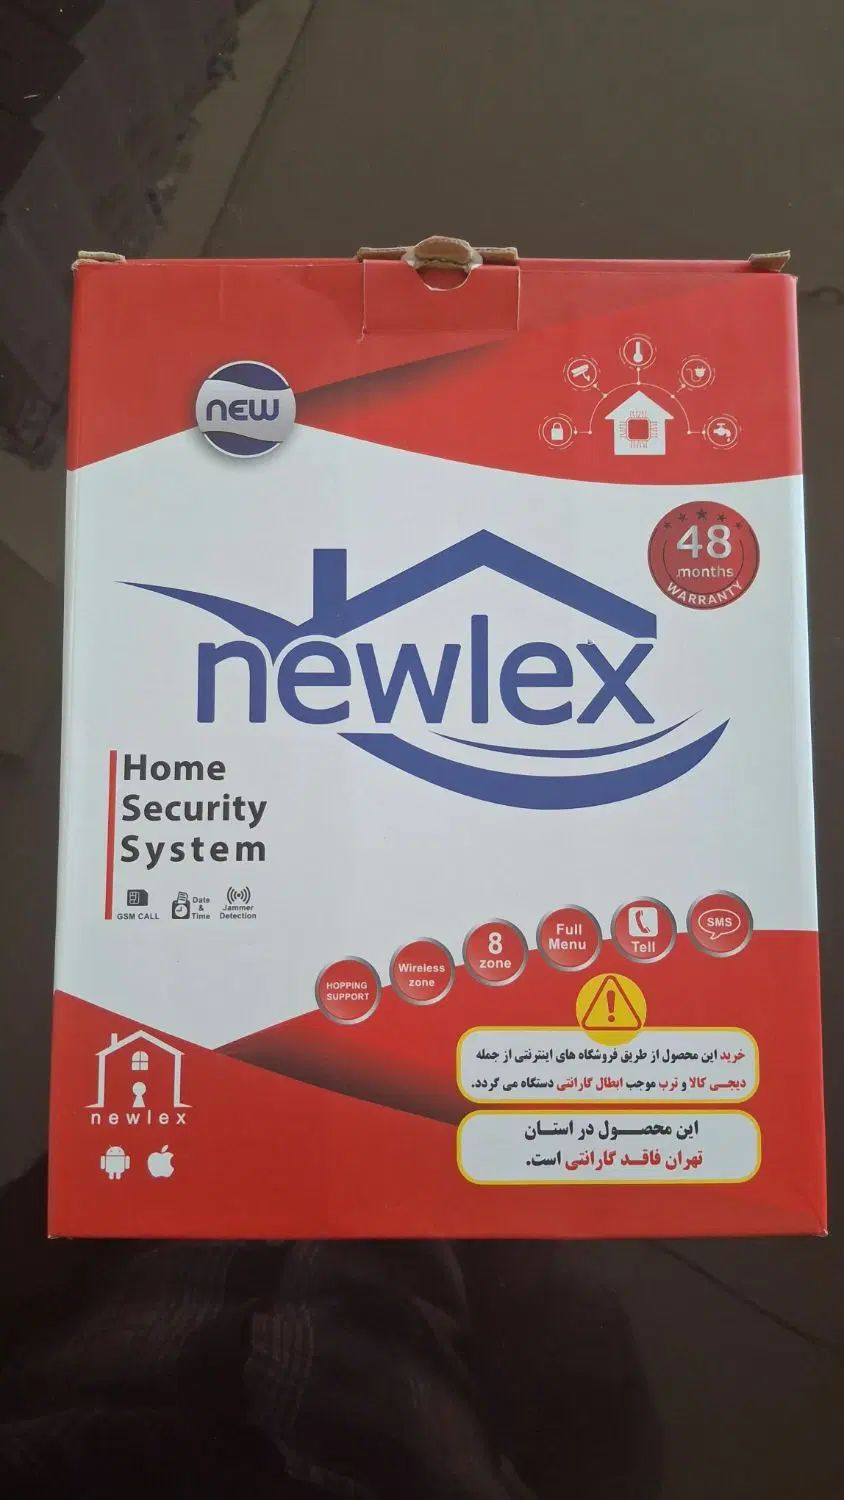 new
48
months
WARRANTY
newlex
Home
Security
System
GSM CALL
Date
&
Time
Jammer
Detection
HOPPING
SUPPORT
Wireless
zone
8
zone
Full
Menu
Tell
SMS
خرید این محصول از طریق فروشگاه های اینترنتی از جمله
دیجی کالا و ترب موجب ابطال گارانتی دستگاه می گردد.
این محصول در استان
تهران فاقد گارانتی است.
newlex